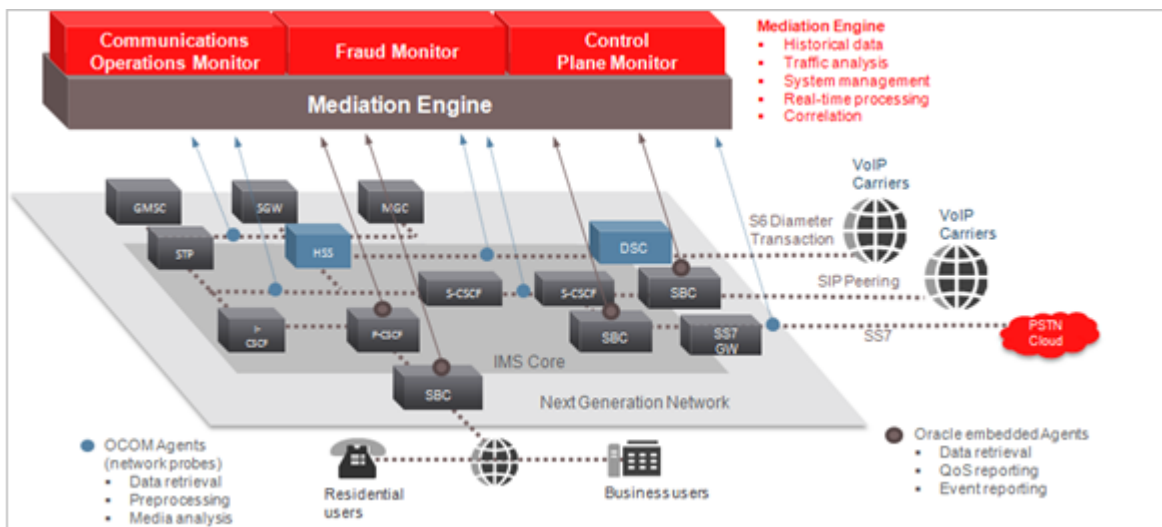 Communications
Operations Monitor
Fraud Monitor
Control
Plane Monitor
Mediation Engine
Mediation Engine
Historical data
Traffic analysis
System management
Real-time processing
Correlation
VoIP
Carriers
VoIP
Carriers
GMSC
SGW
MGC
S6 Diameter
Transaction
STP
HSS
DSC
S-CSCF
S-CSCF
SBC
SIP Peering
I-
CSCF
P-CSCF
SBC
SS7
GW
SS7
PSTN
Cloud
IMS Core
SBC
Next Generation Network
OCOM Agents
(network probes)
Data retrieval
Preprocessing
Media analysis
Residential
users
Business users
Oracle embedded Agents
Data retrieval
QoS reporting
Event reporting